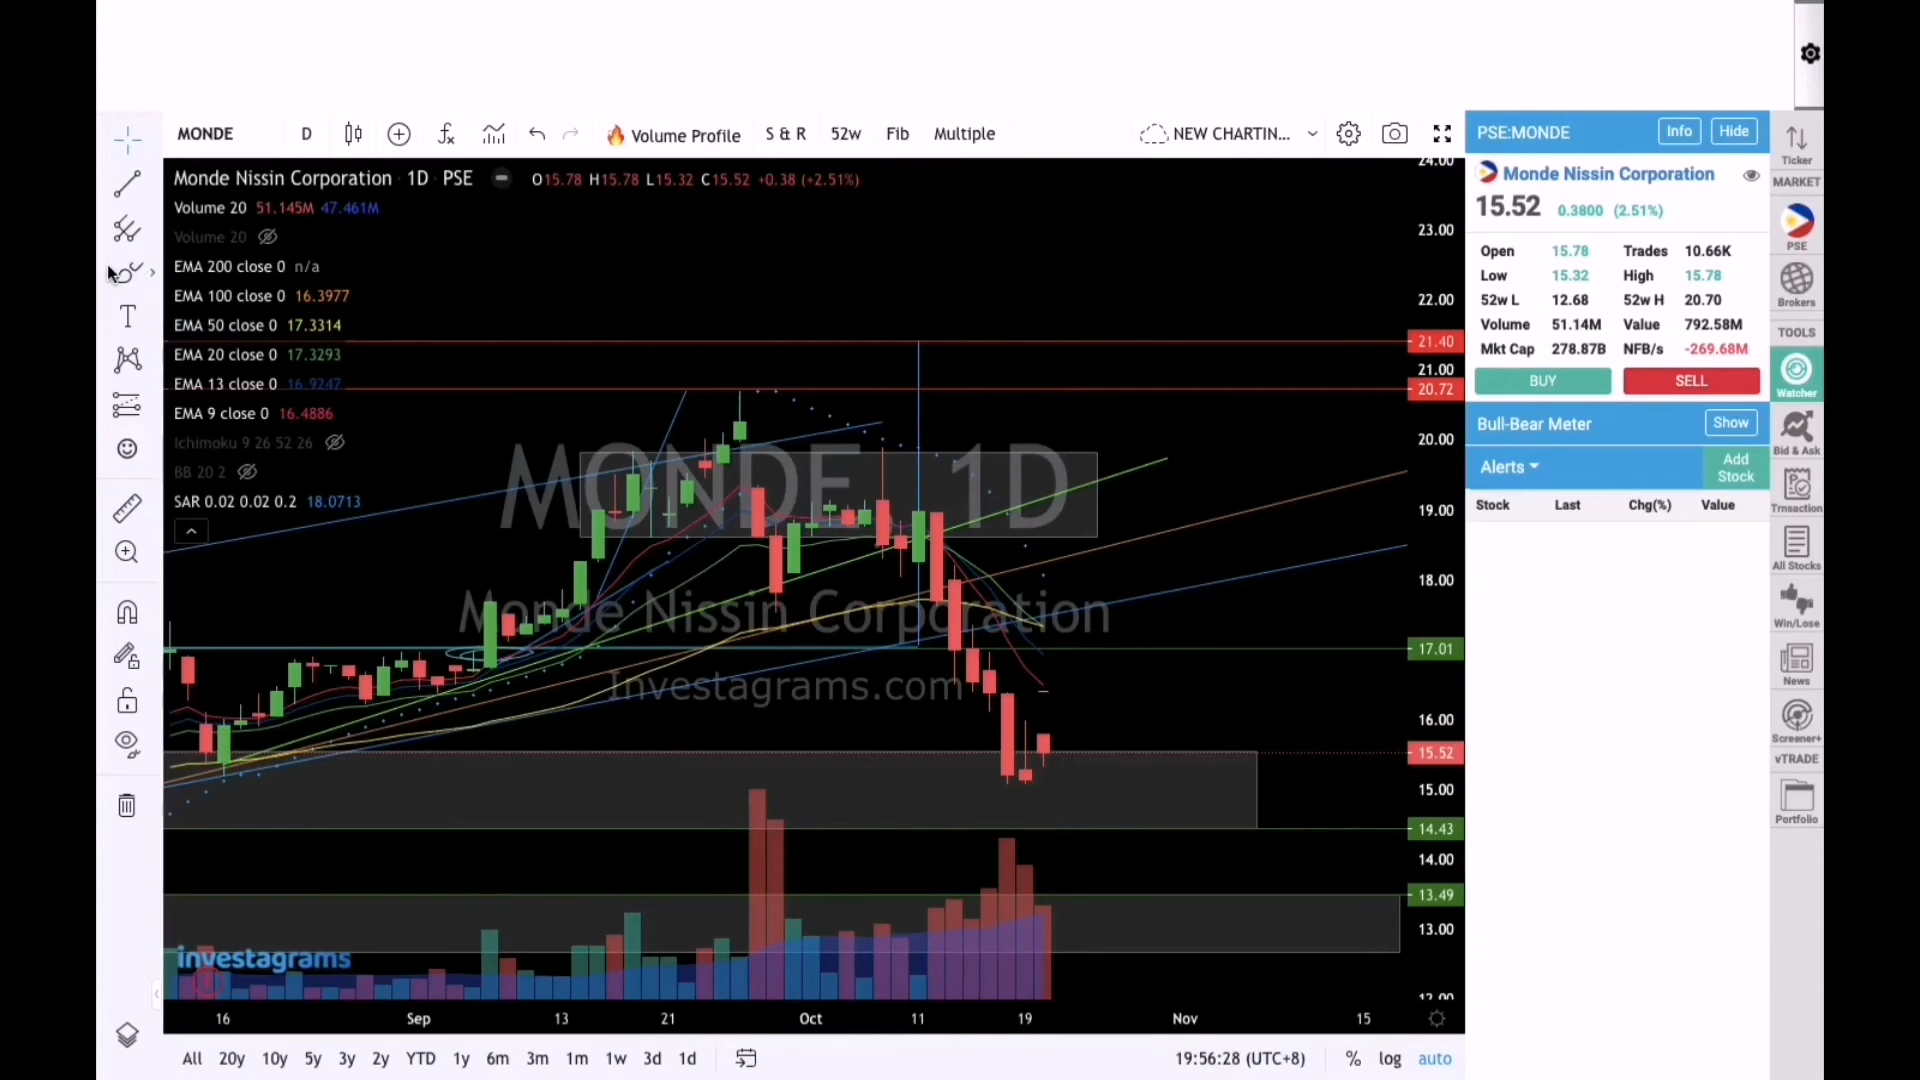 MONDE D Volume Profile S & R 52w Fib Multiple NEW CHARTIN...
Monde Nissin Corporation · 1D · PSE O15.78 H15.78 L15.32 C15.52 +0.38 (+2.51%)
Volume 20 51.145M 47.461M
Volume 20
EMA 200 close 0 n/a
EMA 100 close 0 16.3977
EMA 50 close 0 17.3314
EMA 20 close 0 17.3293
EMA 13 close 0 16.9247
EMA 9 close 0 16.4886
Ichimoku 9 26 52 26
BB 20 2
SAR 0.02 0.02 0.2 18.0713
MONDE 1D
Monde Nissin Corporation
Investagrams.com
investagrams
24.00
23.00
22.00
21.40
21.00
20.72
20.00
19.00
18.00
17.01
16.00
15.52
15.00
14.43
14.00
13.49
13.00
12.00
16 Sep 13 21 Oct 11 19 Nov 15
All 20y 10y 5y 3y 2y YTD 1y 6m 3m 1m 1w 3d 1d 19:56:28 (UTC+8) % log auto
PSE:MONDE Info Hide
Monde Nissin Corporation
15.52 0.3800 (2.51%)
Open 15.78 Trades 10.66K
Low 15.32 High 15.78
52w L 12.68 52w H 20.70
Volume 51.14M Value 792.58M
Mkt Cap 278.87B NFB/s -269.68M
BUY SELL
Bull-Bear Meter Show
Alerts Add Stock
Stock Last Chg(%) Value
Ticker
MARKET
PSE
Brokers
TOOLS
Watcher
Bid & Ask
Trnsaction
All Stocks
Win/Lose
News
Screener+
vTRADE
Portfolio